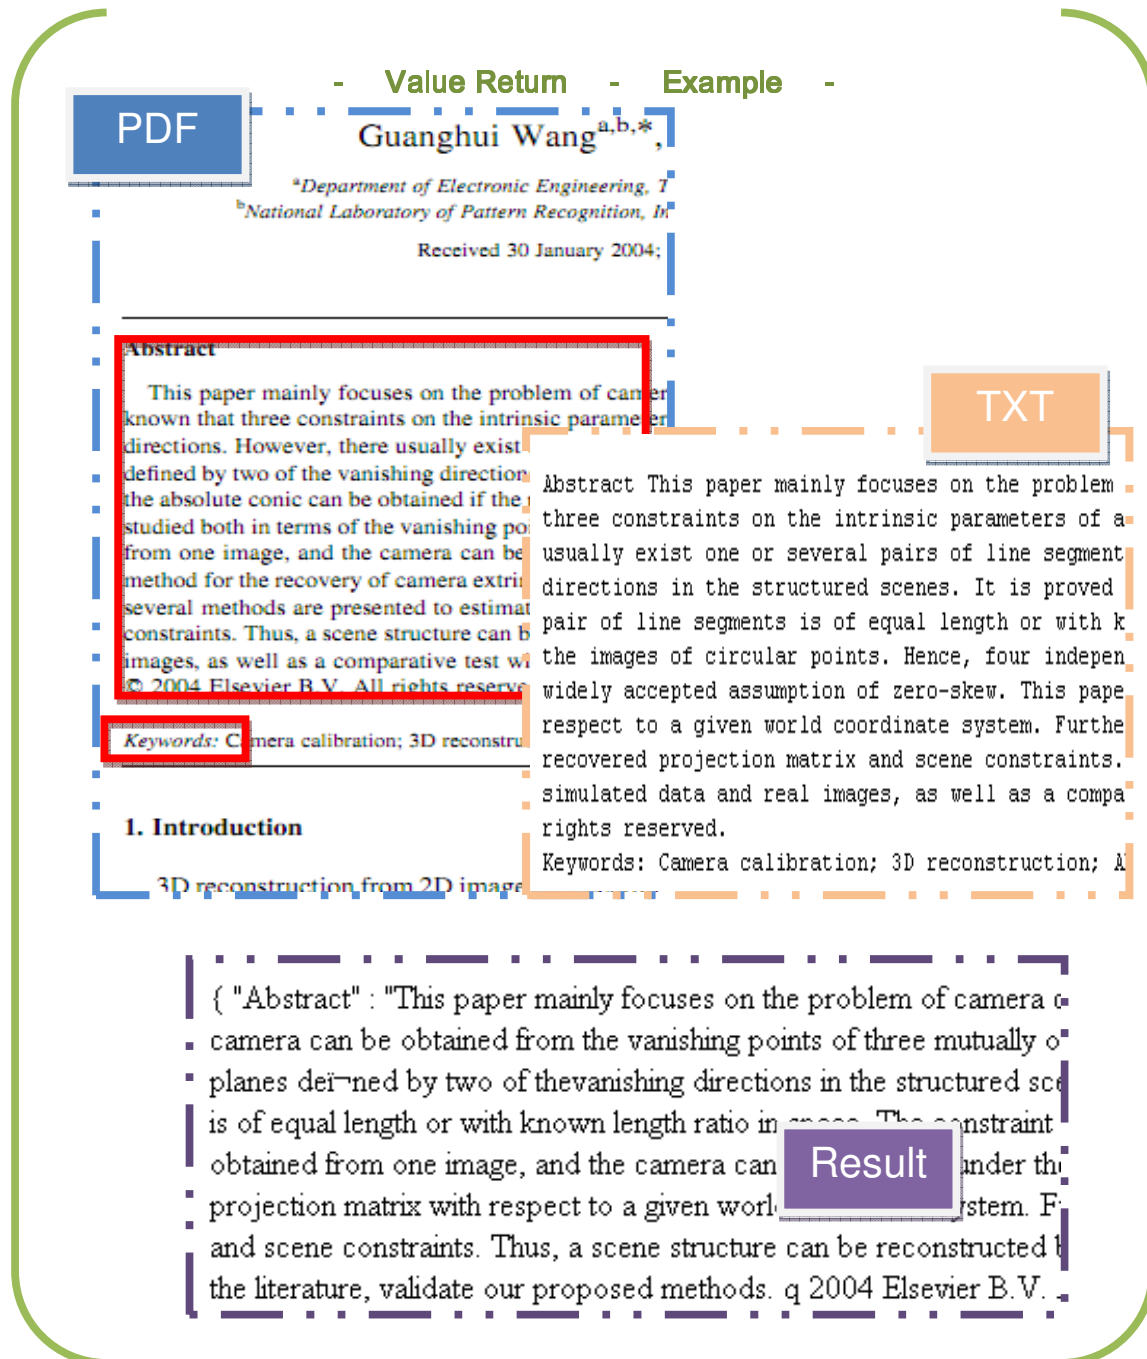 - Value Return - Example -
PDF
Guanghui Wang a,b,*,
aDepartment of Electronic Engineering, T
bNational Laboratory of Pattern Recognition, In
Received 30 January 2004;
Abstract
This paper mainly focuses on the problem of camer
known that three constraints on the intrinsic parameter
directions. However, there usually exist
defined by two of the vanishing direction
the absolute conic can be obtained if the
studied both in terms of the vanishing poi
from one image, and the camera can be
method for the recovery of camera extri
several methods are presented to estimat
constraints. Thus, a scene structure can b
images, as well as a comparative test wi
© 2004 Elsevier B.V. All rights reserve
Keywords: Camera calibration; 3D reconstru
1. Introduction
3D reconstruction from 2D image
TXT
Abstract This paper mainly focuses on the problem
three constraints on the intrinsic parameters of a
usually exist one or several pairs of line segment
directions in the structured scenes. It is proved
pair of line segments is of equal length or with k
the images of circular points. Hence, four indepen
widely accepted assumption of zero-skew. This pape
respect to a given world coordinate system. Furthe
recovered projection matrix and scene constraints.
simulated data and real images, as well as a compa
rights reserved.
Keywords: Camera calibration; 3D reconstruction; A
{ "Abstract" : "This paper mainly focuses on the problem of camera c
camera can be obtained from the vanishing points of three mutually o
planes deï¬ned by two of thevanishing directions in the structured sce
is of equal length or with known length ratio in space. The constraint
obtained from one image, and the camera can under the
projection matrix with respect to a given worl ystem. F
and scene constraints. Thus, a scene structure can be reconstructed b
the literature, validate our proposed methods. q 2004 Elsevier B.V.
Result